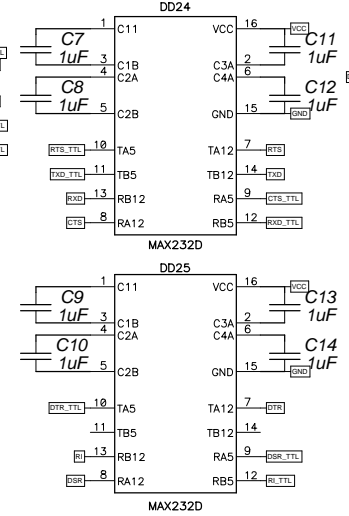 DD24
1 C11 VCC 16 VCC
C7 C11
1uF 1uF
3 C1B C3A 2
4 C2A C4A 6
C8 C12
1uF 1uF
5 C2B GND 15 GND
RTS_TTL 10 TA5 TA12 7 RTS
TXD_TTL 11 TB5 TB12 14 TXD
RXD 13 RB12 RA5 9 CTS_TTL
CTS 8 RA12 RB5 12 RXD_TTL
MAX232D
DD25
1 C11 VCC 16 VCC
C9 C13
1uF 1uF
3 C1B C3A 2
4 C2A C4A 6
C10 C14
1uF 1uF
5 C2B GND 15 GND
DTR_TTL 10 TA5 TA12 7 DTR
11 TB5 TB12 14
RI 13 RB12 RA5 9 DSR_TTL
DSR 8 RA12 RB5 12 RI_TTL
MAX232D